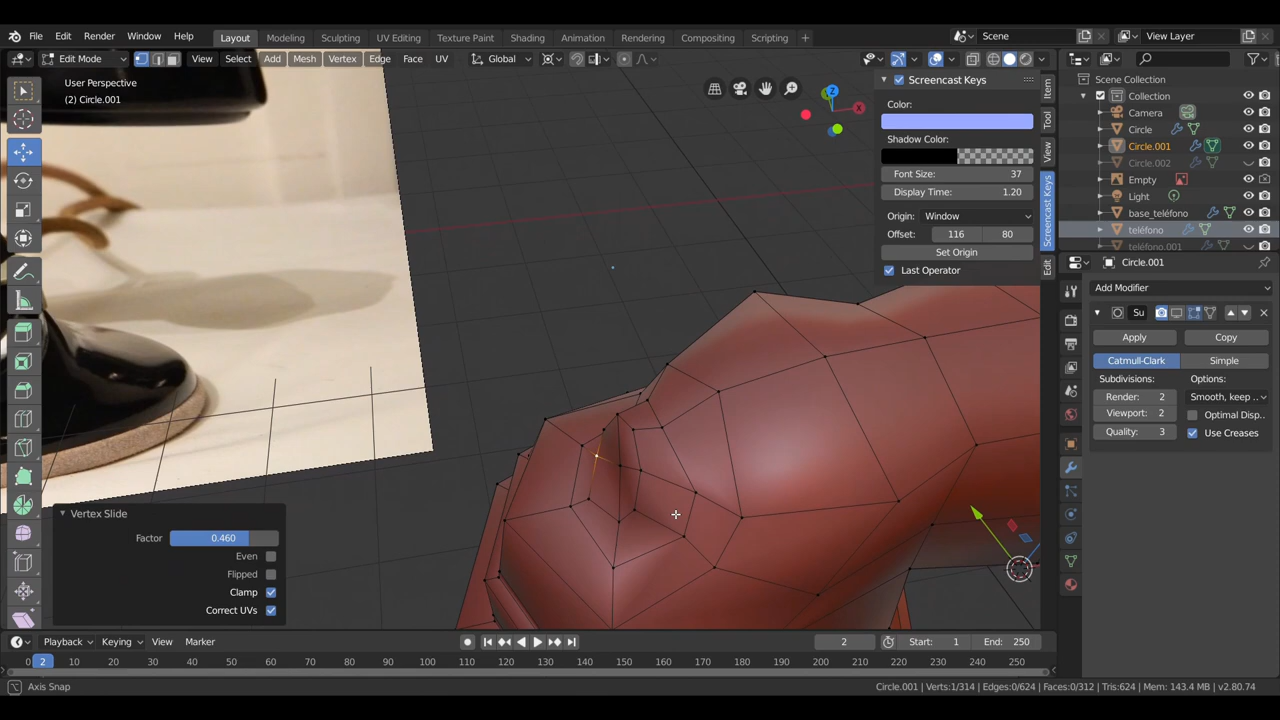 File Edit Render Window Help Layout Modeling Sculpting UV Editing Texture Paint Shading Animation Rendering Compositing Scripting + Scene View Layer
Edit Mode View Select Add Mesh Vertex Edge Face UV Global
User Perspective
(2) Circle.001
Screencast Keys
Color:
Shadow Color:
Font Size: 37
Display Time: 1.20
Origin: Window
Offset: 116 80
Set Origin
Last Operator
Item
Tool
View
Screencast Keys
Edit
Z
X
Scene Collection
Collection
Camera
Circle
Circle.001
Circle.002
Empty
Light
base_teléfono
teléfono
teléfono.001
Circle.001
Add Modifier
Su
Apply Copy
Catmull-Clark Simple
Subdivisions: Options:
Render: 2 Smooth, keep ..
Viewport: 2 Optimal Disp..
Quality: 3 Use Creases
Vertex Slide
Factor 0.460
Even
Flipped
Clamp
Correct UVs
Playback Keying View Marker 2 Start: 1 End: 250
0 2 10 20 30 40 50 60 70 80 90 100 110 120 130 140 150 160 170 180 190 200 210 220 230 240 250
Axis Snap Circle.001 | Verts:1/314 | Edges:0/624 | Faces:0/312 | Tris:624 | Mem: 143.4 MB | v2.80.74